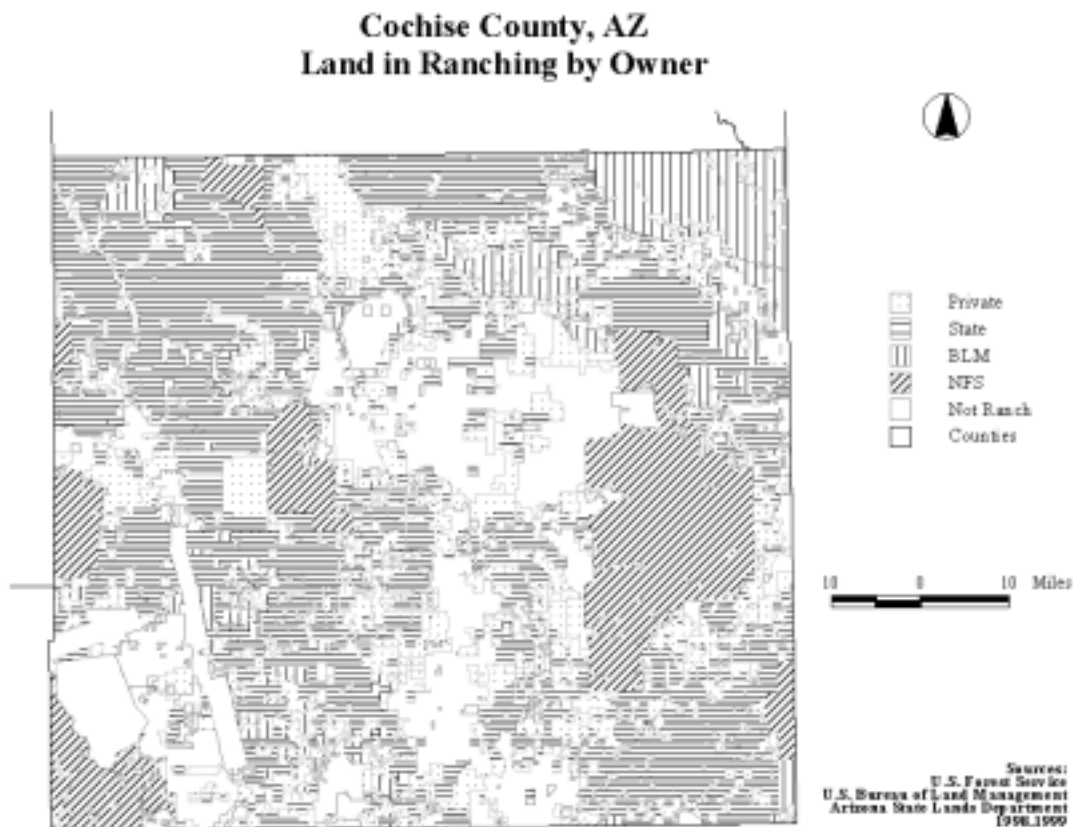 Cochise County, AZ
Land in Ranching by Owner
Private
State
BLM
NFS
Not Ranch
Counties
10 0 10 Miles
Sources:
U.S. Forest Service
U.S. Bureau of Land Management
Arizona State Lands Department
1998,1999